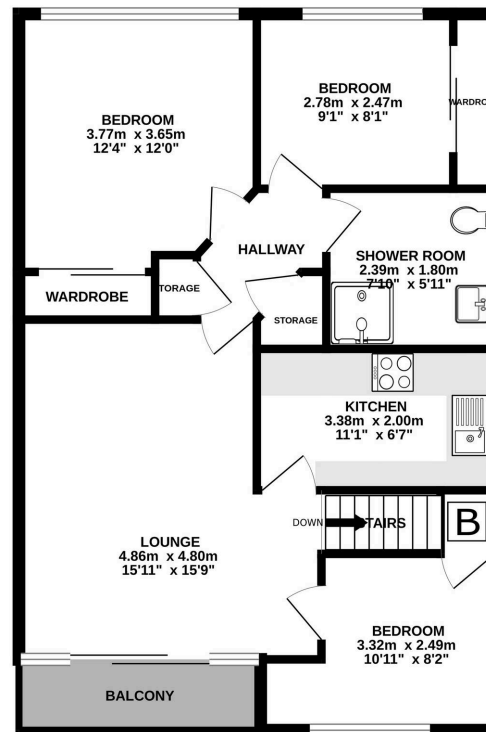 BEDROOM
3.77m x 3.65m
12'4" x 12'0"
BEDROOM
2.78m x 2.47m
9'1" x 8'1"
WARDRO
HALLWAY
SHOWER ROOM
2.39m x 1.80m
7'10" x 5'11"
WARDROBE
TORAGE
STORAGE
KITCHEN
3.38m x 2.00m
11'1" x 6'7"
LOUNGE
4.86m x 4.80m
15'11" x 15'9"
DOWN
STAIRS
B
BEDROOM
3.32m x 2.49m
10'11" x 8'2"
BALCONY